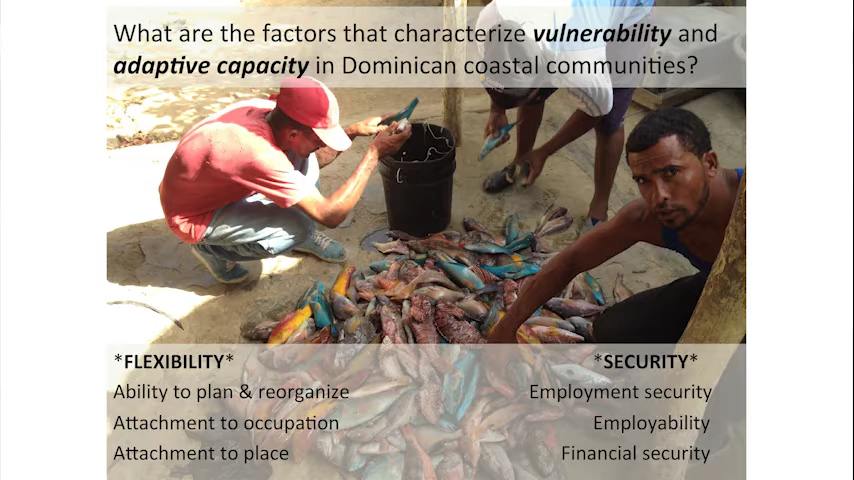 What are the factors that characterize vulnerability and
adaptive capacity in Dominican coastal communities?
*FLEXIBILITY*
Ability to plan & reorganize
Attachment to occupation
Attachment to place
*SECURITY*
Employment security
Employability
Financial security